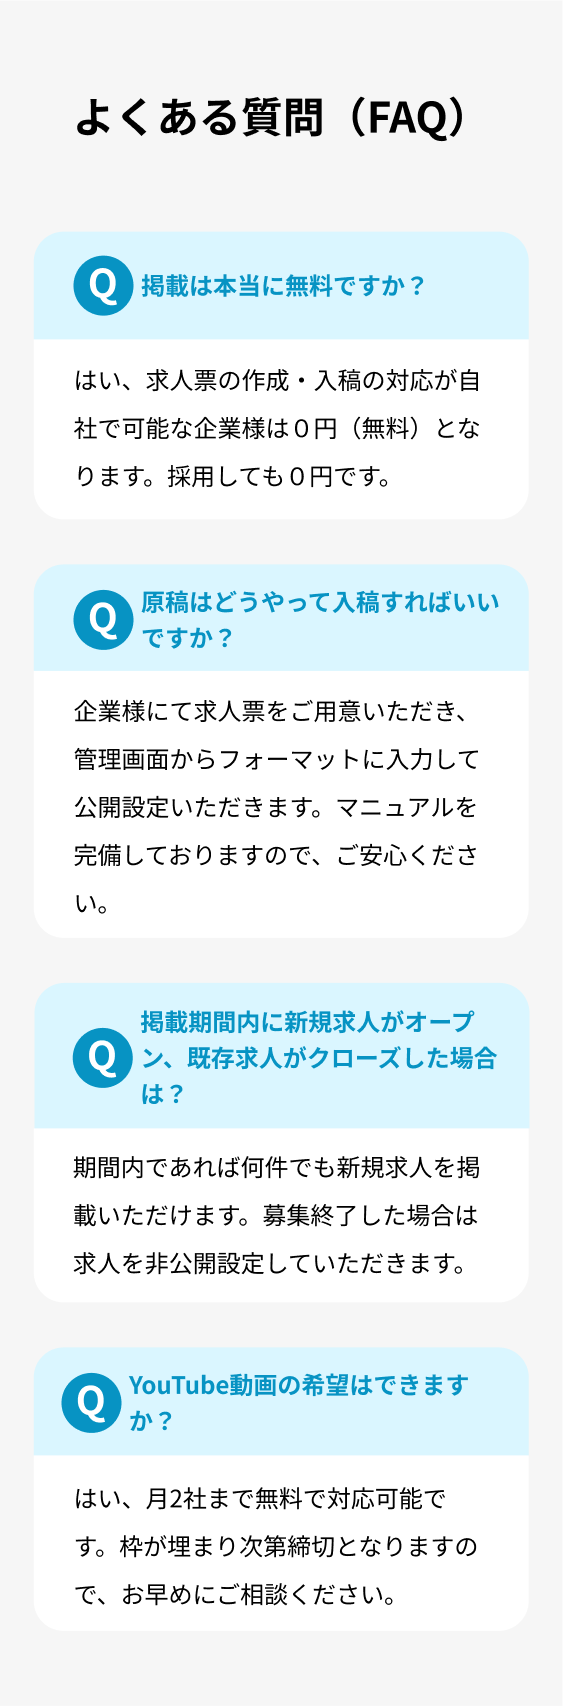 よくある質問（FAQ）
Q
掲載は本当に無料ですか？
はい、求人票の作成・入稿の対応が自
社で可能な企業様は０円（無料）とな
ります。採用しても０円です。
Q
原稿はどうやって入稿すればいい
ですか？
企業様にて求人票をご用意いただき、
管理画面からフォーマットに入力して
公開設定いただきます。マニュアルを
完備しておりますので、ご安心くださ
い。
Q
掲載期間内に新規求人がオープ
ン、既存求人がクローズした場合
は？
期間内であれば何件でも新規求人を掲
載いただけます。募集終了した場合は
求人を非公開設定していただきます。
Q
YouTube動画の希望はできます
か？
はい、月2社まで無料で対応可能で
す。枠が埋まり次第締切となりますの
で、お早めにご相談ください。